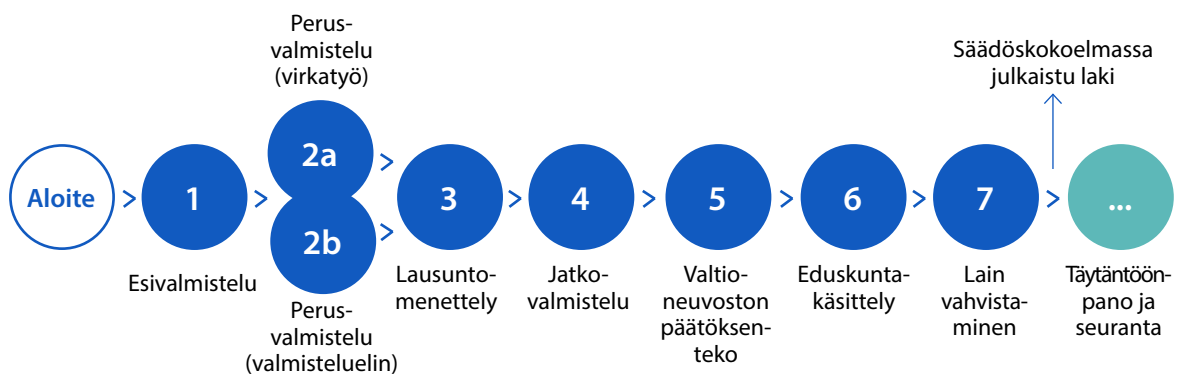 Aloite
1
Esivalmistelu
Perus-
valmistelu
(virkatyö)
2a
2b
Perus-
valmistelu
(valmisteluelin)
3
Lausunto-
menettely
4
Jatko-
valmistelu
5
Valtio-
neuvoston
päätöksen-
teko
6
Eduskunta-
käsittely
7
Lain
vahvista-
minen
Säädöskokoelmassa
julkaistu laki
...
Täytäntöön-
pano ja
seuranta